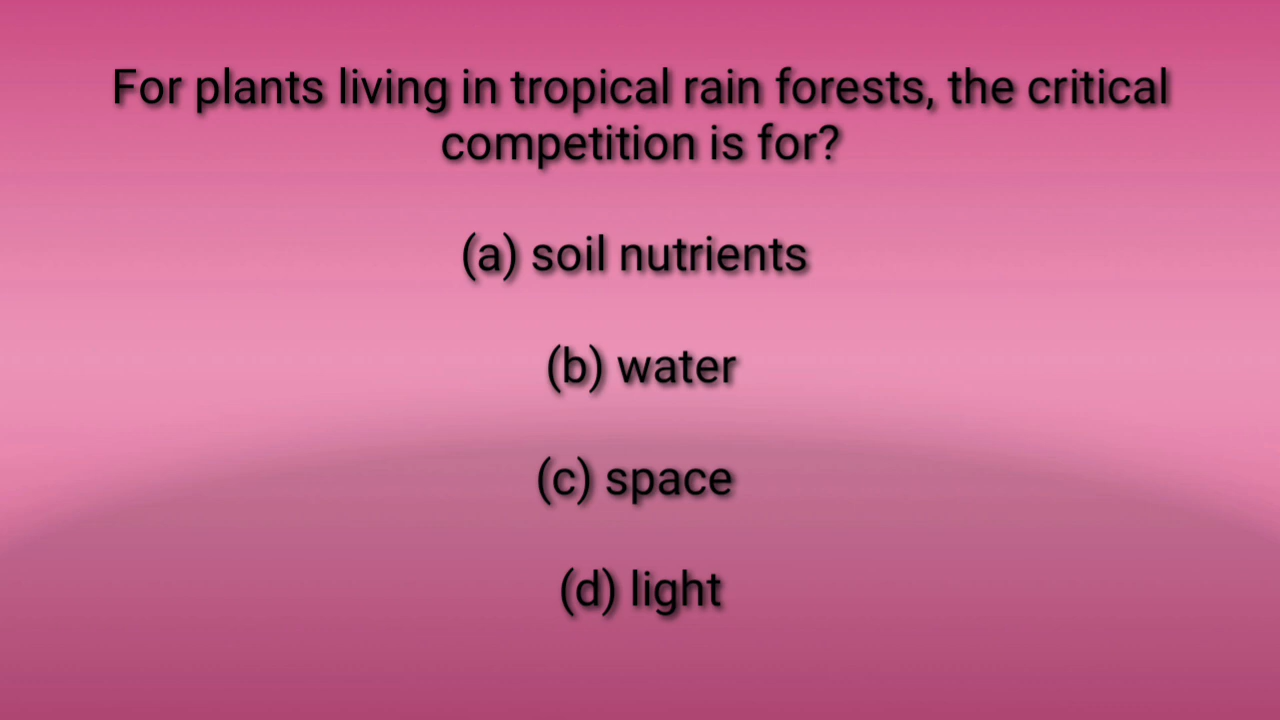 For plants living in tropical rain forests, the critical
competition is for?
(a) soil nutrients
(b) water
(c) space
(d) light